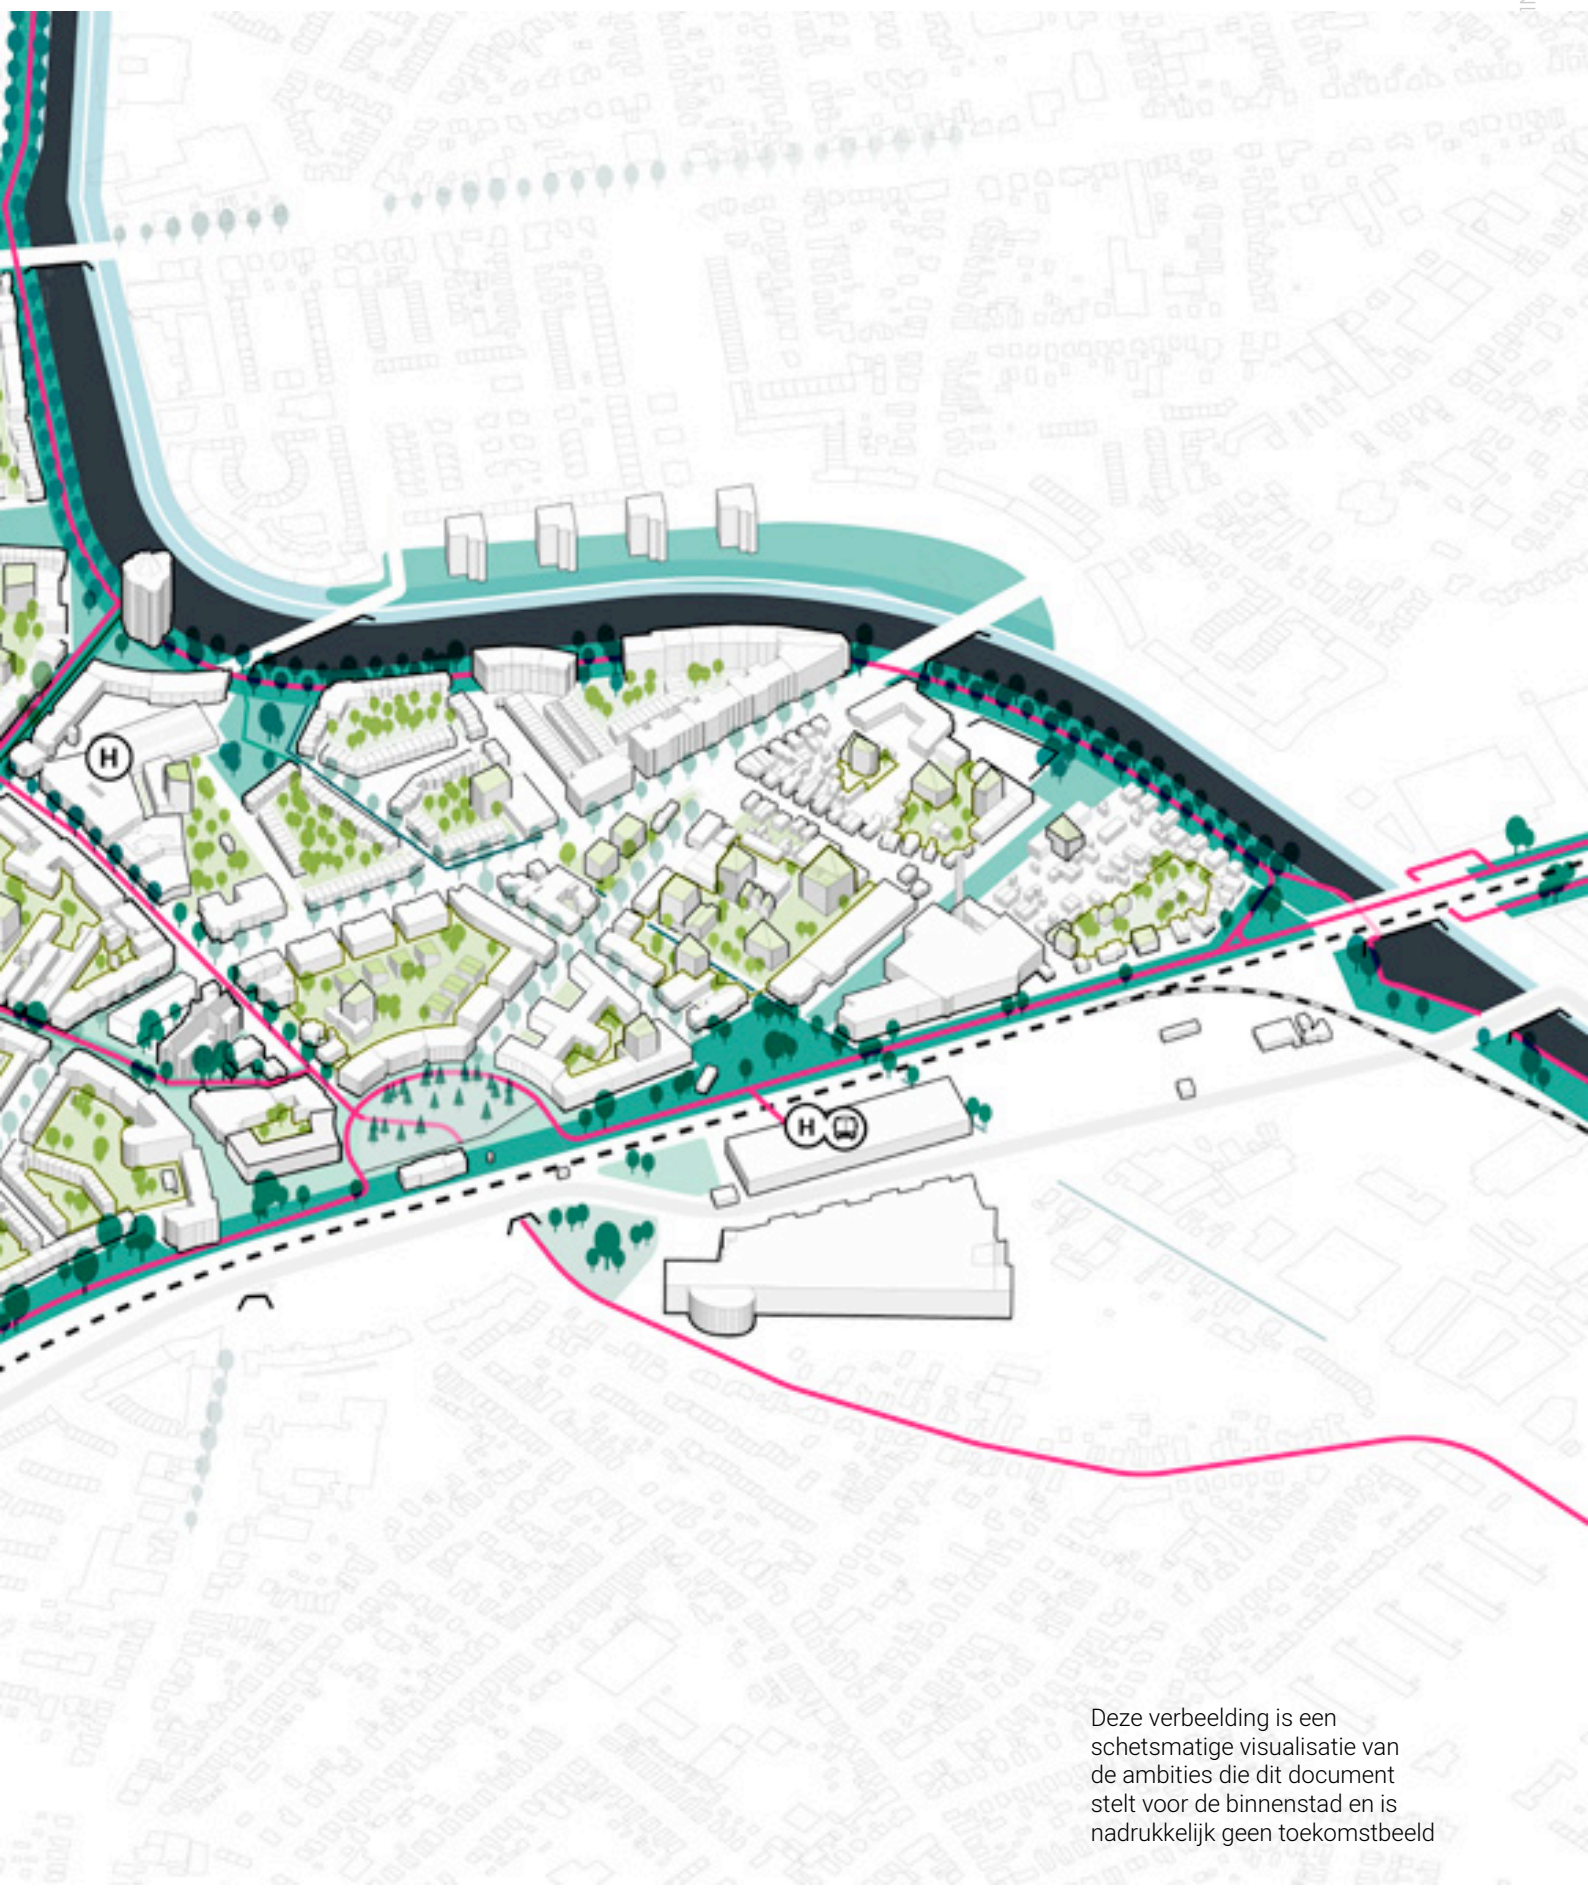 H
H
Deze verbeelding is een
schetsmatige visualisatie van
de ambities die dit document
stelt voor de binnenstad en is
nadrukkelijk geen toekomstbeeld